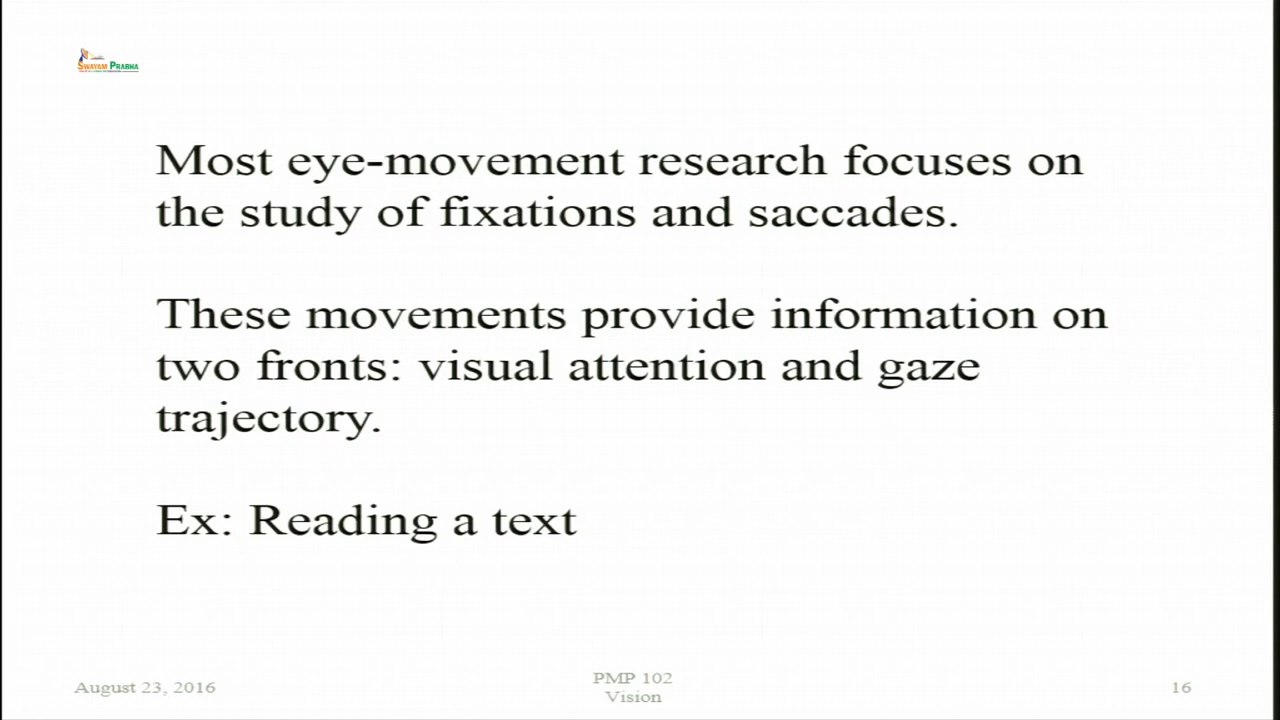 SWAYAM PRABHA
Most eye-movement research focuses on
the study of fixations and saccades.
These movements provide information on
two fronts: visual attention and gaze
trajectory.
Ex: Reading a text
August 23, 2016
PMP 102
Vision
16